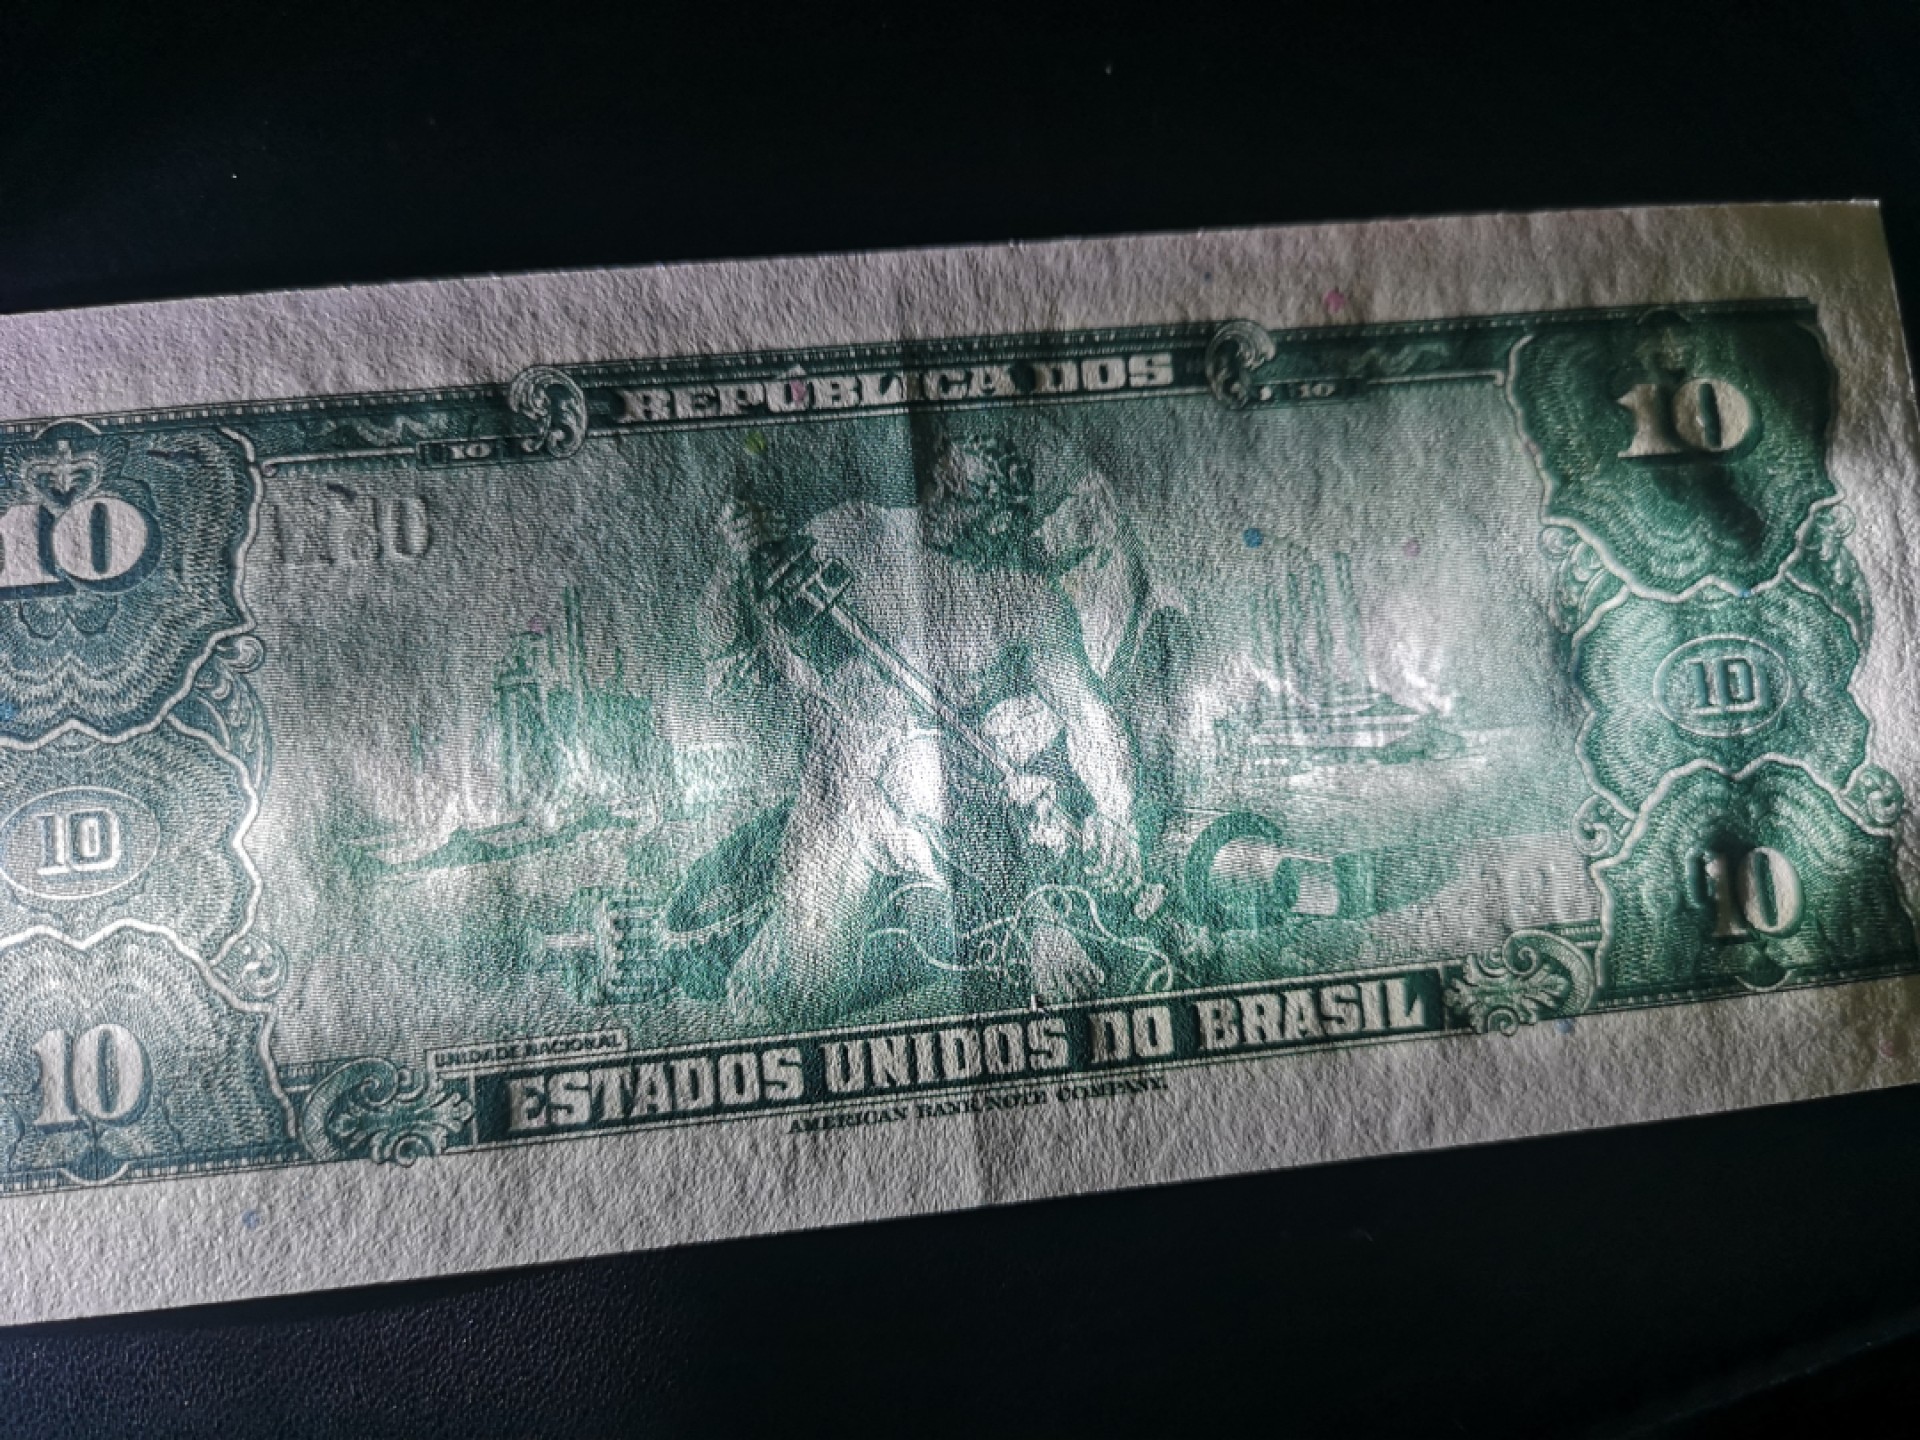 REPÚBLICA DOS
10 10
10 10
10 10
10 10
UNIDADE NACIONAL
ESTADOS UNIDOS DO BRASIL
AMERICAN BANK NOTE COMPANY.